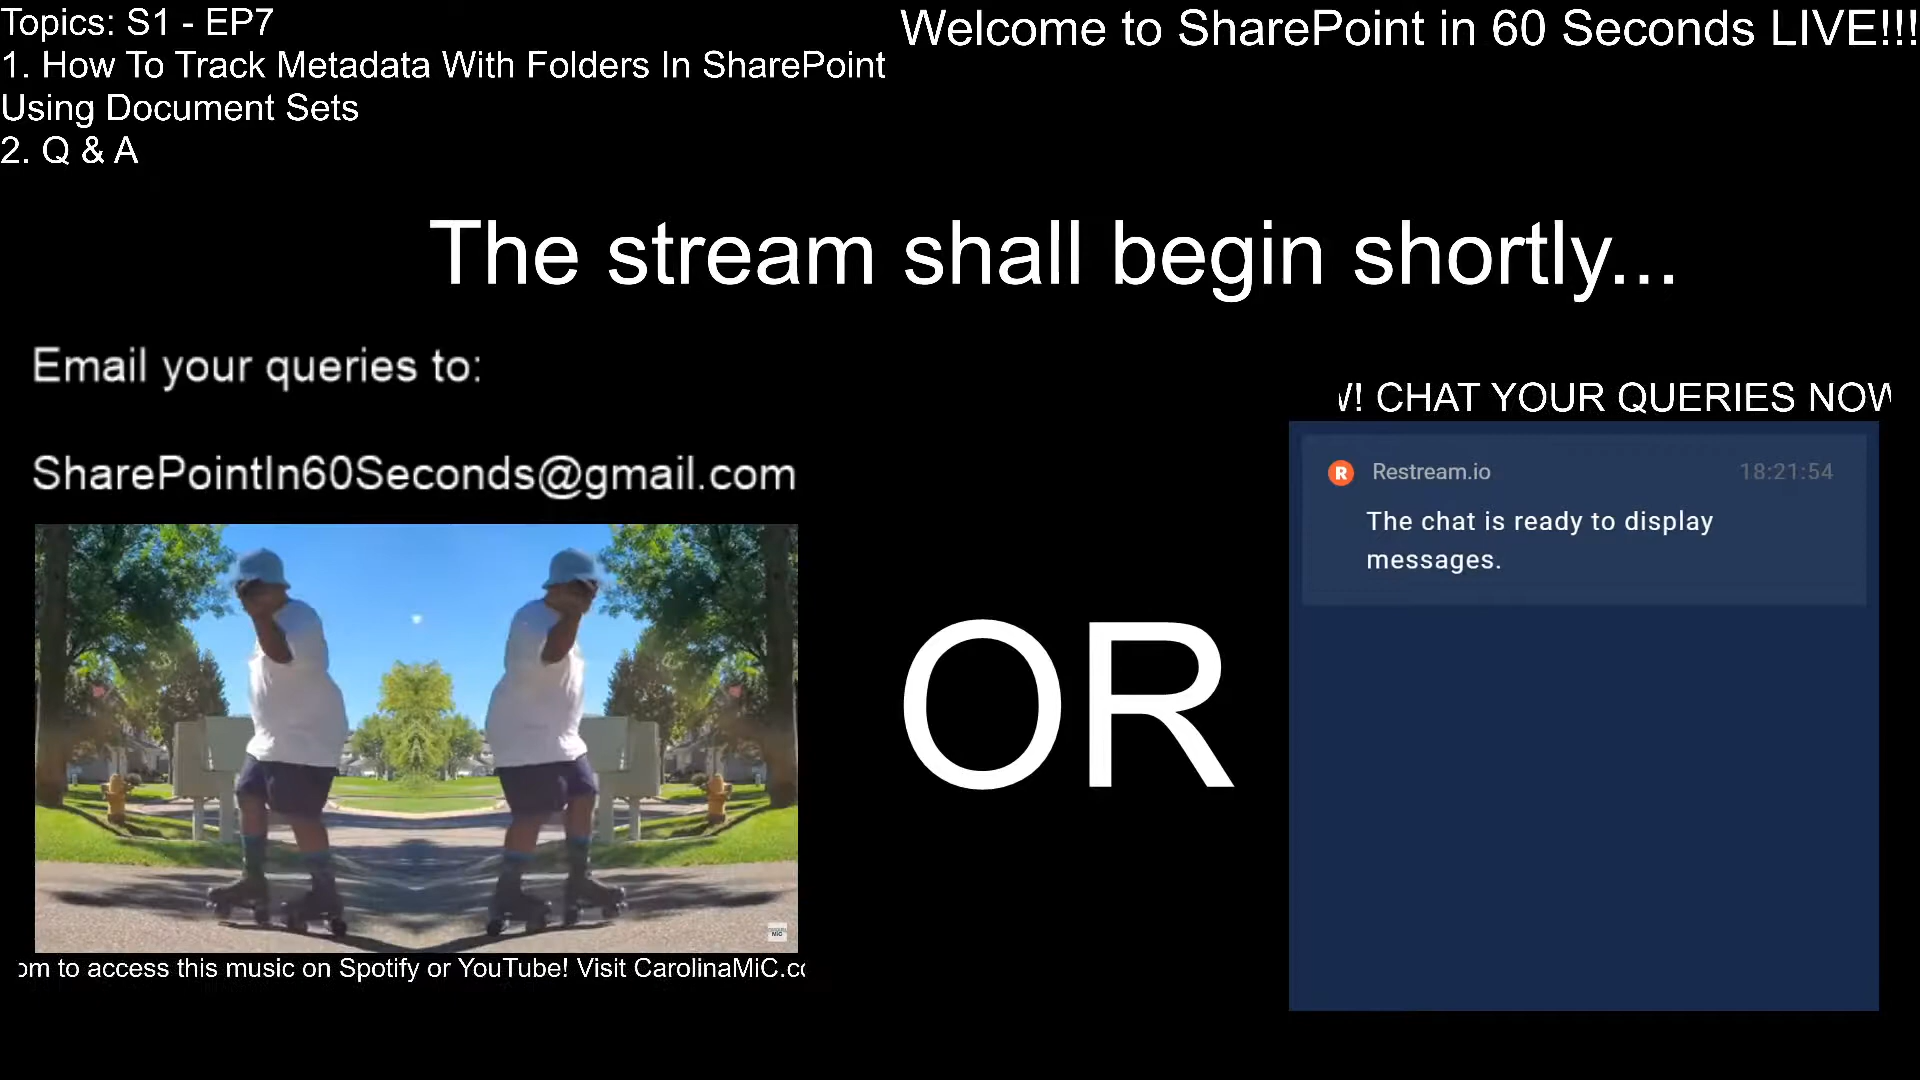 Topics: S1 - EP7
1. How To Track Metadata With Folders In SharePoint
Using Document Sets
2. Q & A
Welcome to SharePoint in 60 Seconds LIVE!!!
The stream shall begin shortly...
Email your queries to:
SharePointIn60Seconds@gmail.com
! CHAT YOUR QUERIES NOW
R Restream.io 18:21:54
The chat is ready to display
messages.
OR
MiC
om to access this music on Spotify or YouTube! Visit CarolinaMiC.co